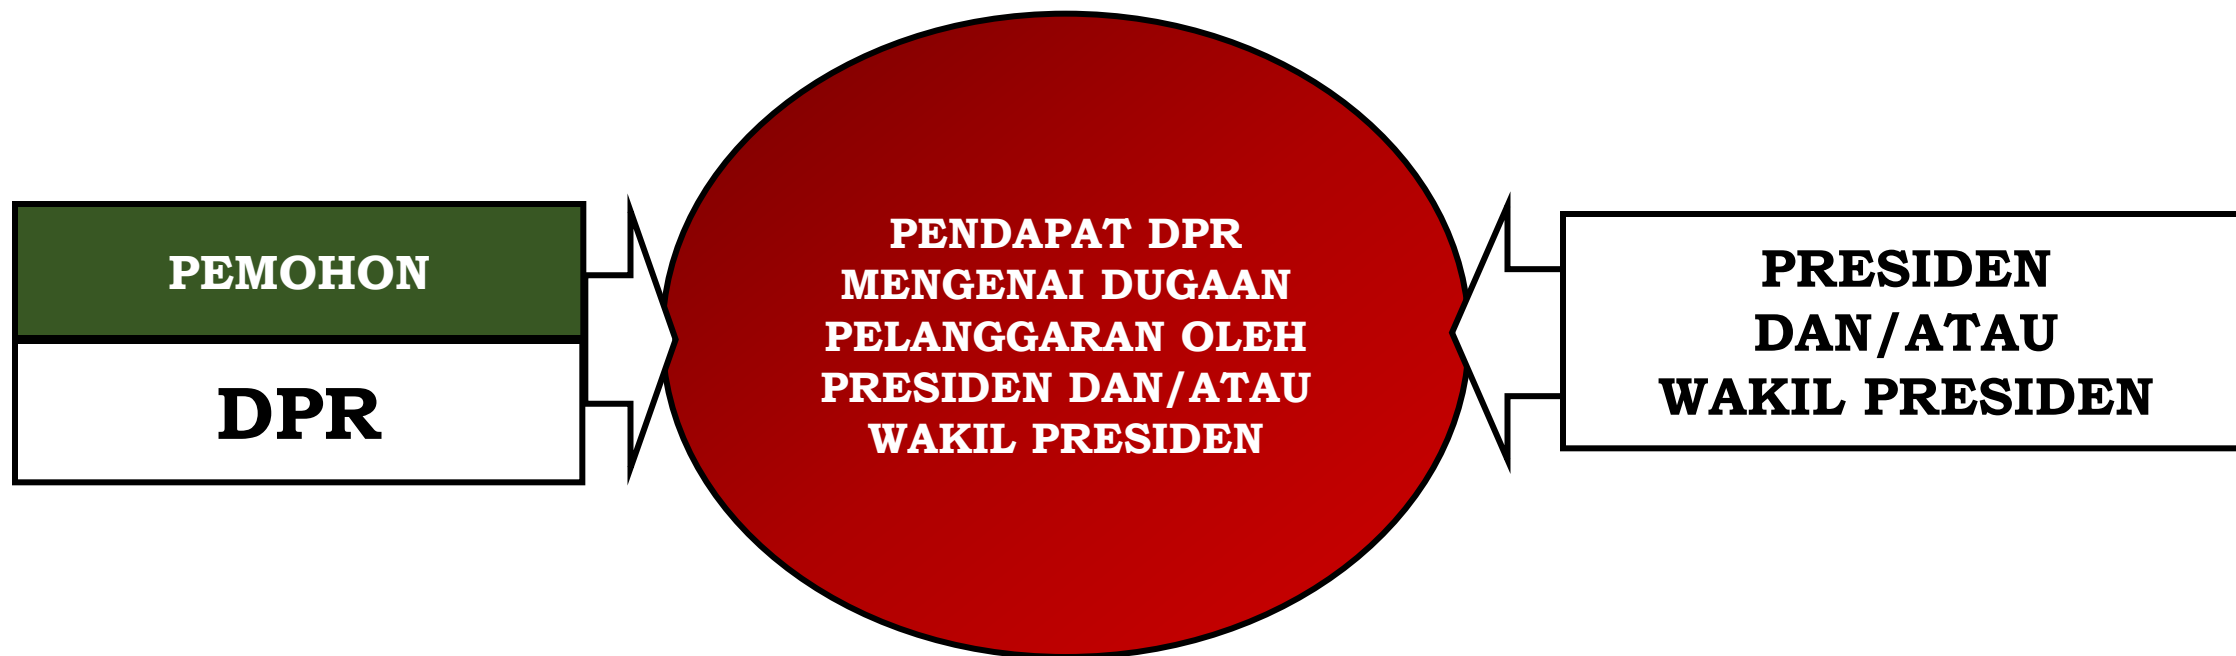 PEMOHON
DPR
PENDAPAT DPR
MENGENAI DUGAAN
PELANGGARAN OLEH
PRESIDEN DAN/ATAU
WAKIL PRESIDEN
PRESIDEN
DAN/ATAU
WAKIL PRESIDEN